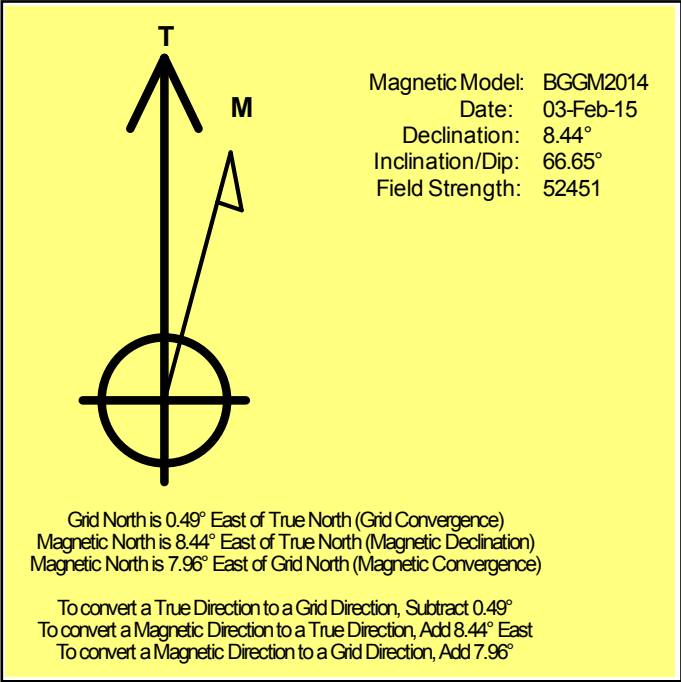 T
M
Magnetic Model: BGGM2014
Date: 03-Feb-15
Declination: 8.44°
Inclination/Dip: 66.65°
Field Strength: 52451
Grid North is 0.49° East of True North (Grid Convergence)
Magnetic North is 8.44° East of True North (Magnetic Declination)
Magnetic North is 7.96° East of Grid North (Magnetic Convergence)
To convert a True Direction to a Grid Direction, Subtract 0.49°
To convert a Magnetic Direction to a True Direction, Add 8.44° East
To convert a Magnetic Direction to a Grid Direction, Add 7.96°